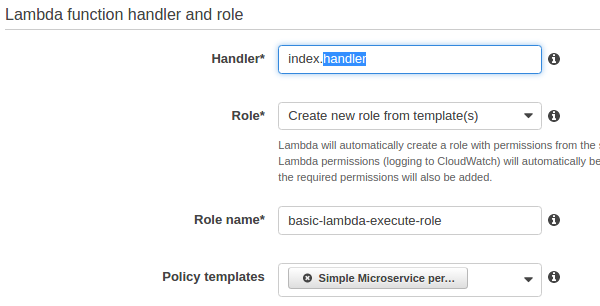 Lambda function handler and role
Handler* index.handler
Role* Create new role from template(s)
Lambda will automatically create a role with permissions from the
Lambda permissions (logging to CloudWatch) will automatically be
the required permissions will also be added.
Role name* basic-lambda-execute-role
Policy templates Simple Microservice per...